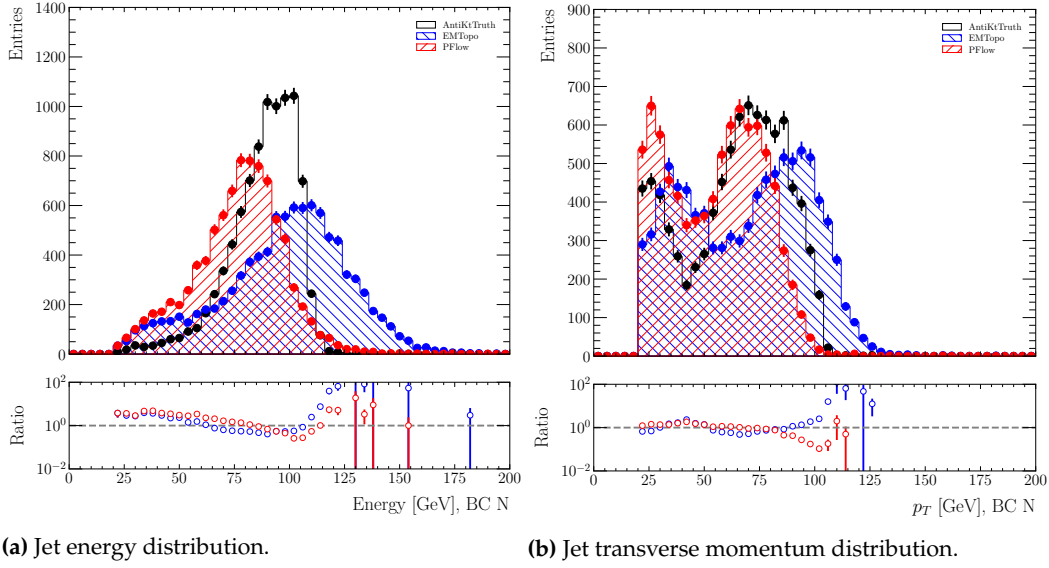 Entries
1400
1200
1000
800
600
400
200
0
AntiKtTruth
EMTopo
PFlow
Ratio
10²
10⁰
10⁻²
0 25 50 75 100 125 150 175 200
Energy [GeV], BC N
(a) Jet energy distribution.
Entries
900
800
700
600
500
400
300
200
100
0
AntiKtTruth
EMTopo
PFlow
Ratio
10²
10⁰
10⁻²
0 25 50 75 100 125 150 175 200
p_T [GeV], BC N
(b) Jet transverse momentum distribution.